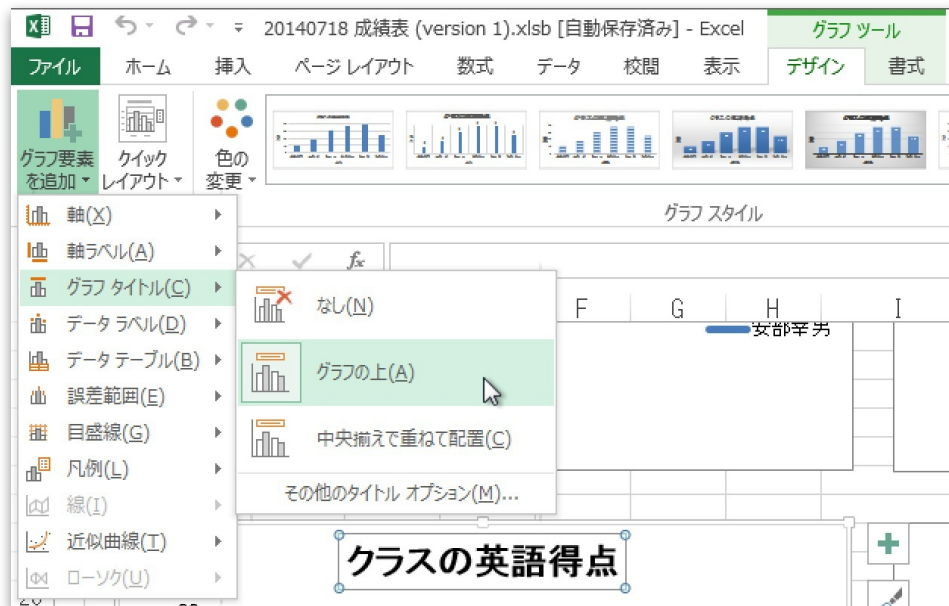 20140718 成績表 (version 1).xlsb [自動保存済み] - Excel
グラフ ツール
ファイル ホーム 挿入 ページ レイアウト 数式 データ 校閲 表示 デザイン 書式
グラフ要素
を追加
クイック
レイアウト
色の
変更
グラフ スタイル
軸(X)
軸ラベル(A)
グラフ タイトル(C)
データ ラベル(D)
データ テーブル(B)
誤差範囲(E)
目盛線(G)
凡例(L)
線(I)
近似曲線(T)
ローソク(U)
fx
なし(N)
グラフの上(A)
中央揃えで重ねて配置(C)
その他のタイトル オプション(M)...
F G H I
安部幸男
クラスの英語得点